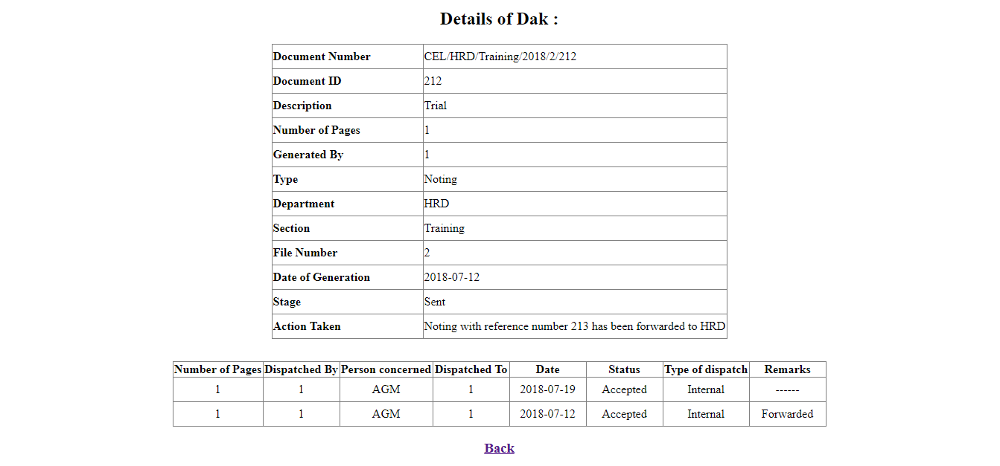 Details of Dak :
Document Number CEL/HRD/Training/2018/2/212
Document ID 212
Description Trial
Number of Pages 1
Generated By 1
Type Noting
Department HRD
Section Training
File Number 2
Date of Generation 2018-07-12
Stage Sent
Action Taken Noting with reference number 213 has been forwarded to HRD
Number of Pages Dispatched By Person concerned Dispatched To Date Status Type of dispatch Remarks
1 1 AGM 1 2018-07-19 Accepted Internal ------
1 1 AGM 1 2018-07-12 Accepted Internal Forwarded
Back